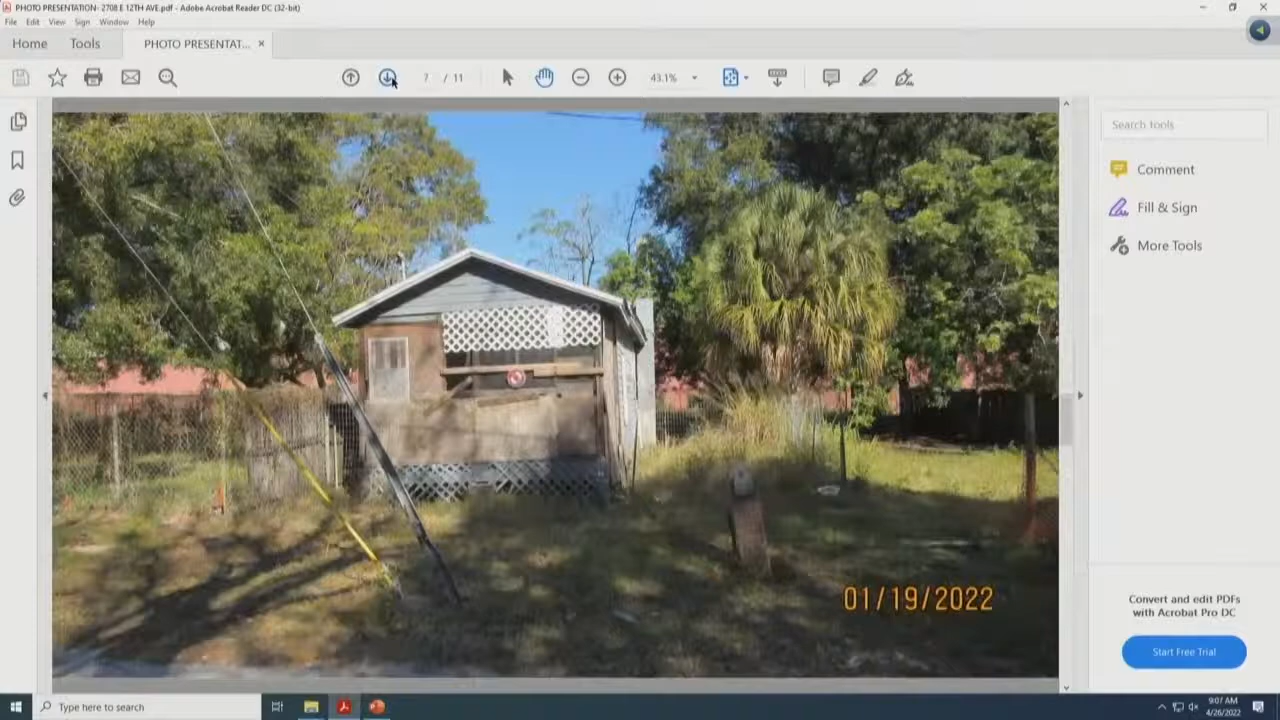 PHOTO PRESENTATION- 2708 E 12TH AVE.pdf - Adobe Acrobat Reader DC (32-bit)
File Edit View Sign Window Help
Home Tools PHOTO PRESENTAT... ×
7 / 11 43.1%
Search tools
Comment
Fill & Sign
More Tools
01/19/2022
Convert and edit PDFs
with Acrobat Pro DC
Start Free Trial
Type here to search
9:07 AM
4/26/2022